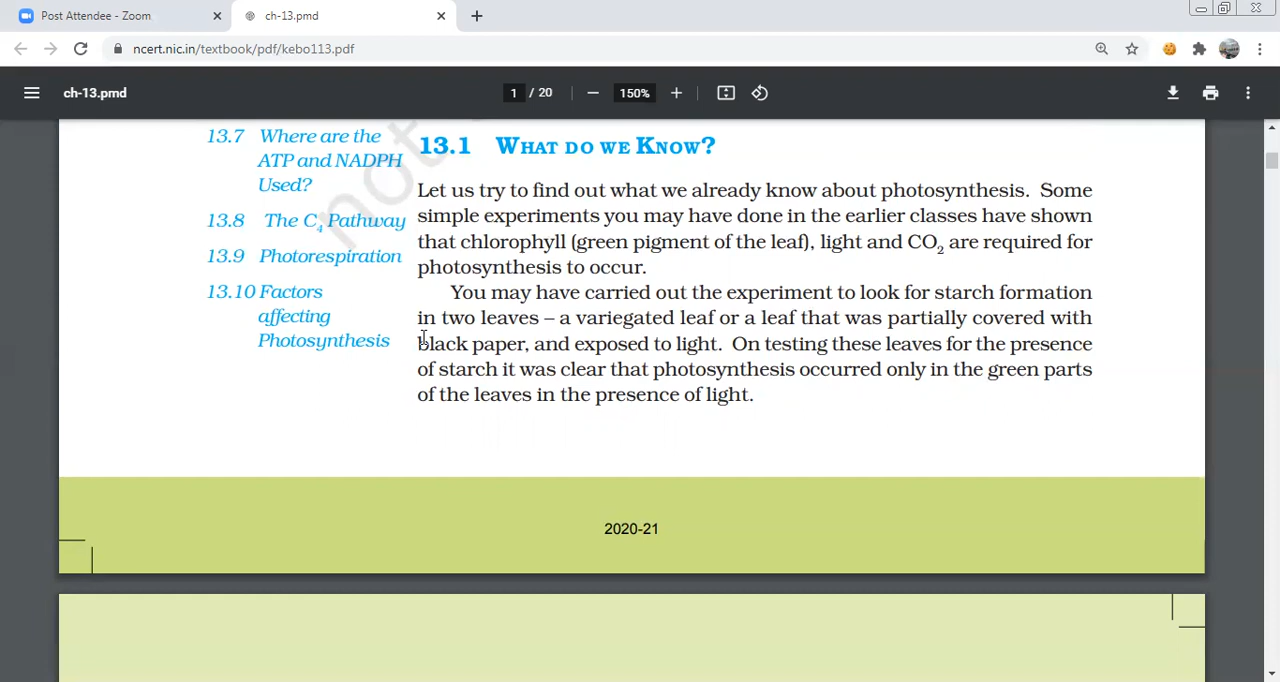 Post Attendee - Zoom
ch-13.pmd
ncert.nic.in/textbook/pdf/kebo113.pdf
ch-13.pmd
1 / 20
150%
13.7 Where are the
ATP and NADPH
Used?
13.8 The C4 Pathway
13.9 Photorespiration
13.10 Factors
affecting
Photosynthesis
not
13.1 WHAT DO WE KNOW?
Let us try to find out what we already know about photosynthesis. Some
simple experiments you may have done in the earlier classes have shown
that chlorophyll (green pigment of the leaf), light and CO2 are required for
photosynthesis to occur.
You may have carried out the experiment to look for starch formation
in two leaves – a variegated leaf or a leaf that was partially covered with
black paper, and exposed to light. On testing these leaves for the presence
of starch it was clear that photosynthesis occurred only in the green parts
of the leaves in the presence of light.
2020-21